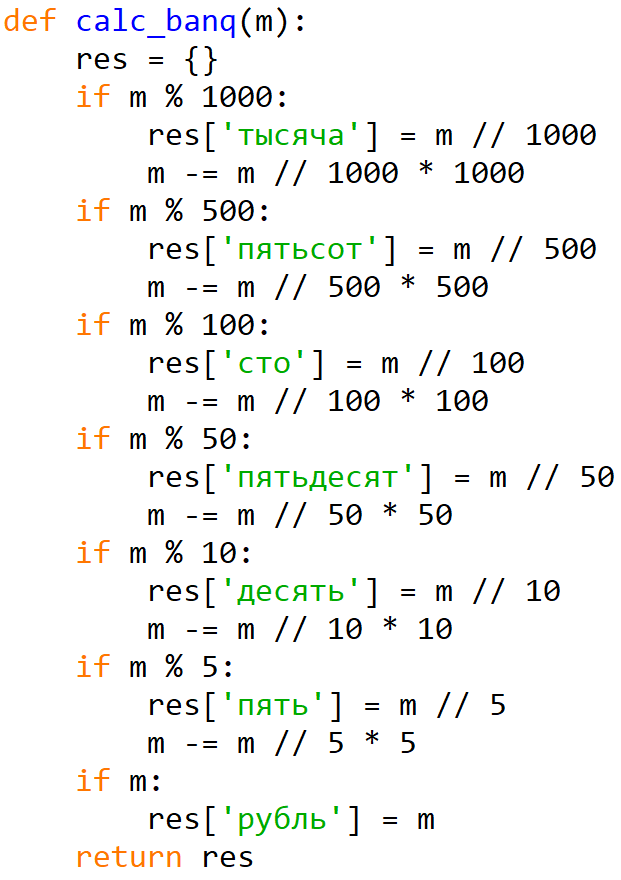 def calc_banq(m):
    res = {}
    if m % 1000:
        res['тысяча'] = m // 1000
        m -= m // 1000 * 1000
    if m % 500:
        res['пятьсот'] = m // 500
        m -= m // 500 * 500
    if m % 100:
        res['сто'] = m // 100
        m -= m // 100 * 100
    if m % 50:
        res['пятьдесят'] = m // 50
        m -= m // 50 * 50
    if m % 10:
        res['десять'] = m // 10
        m -= m // 10 * 10
    if m % 5:
        res['пять'] = m // 5
        m -= m // 5 * 5
    if m:
        res['рубль'] = m
    return res